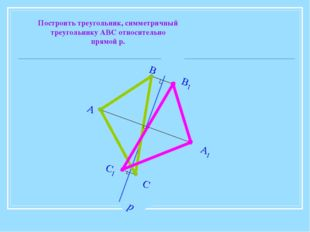 Построить треугольник, симметричный
треугольнику АВС относительно
прямой р.
B
B1
A
A1
C1
C
p